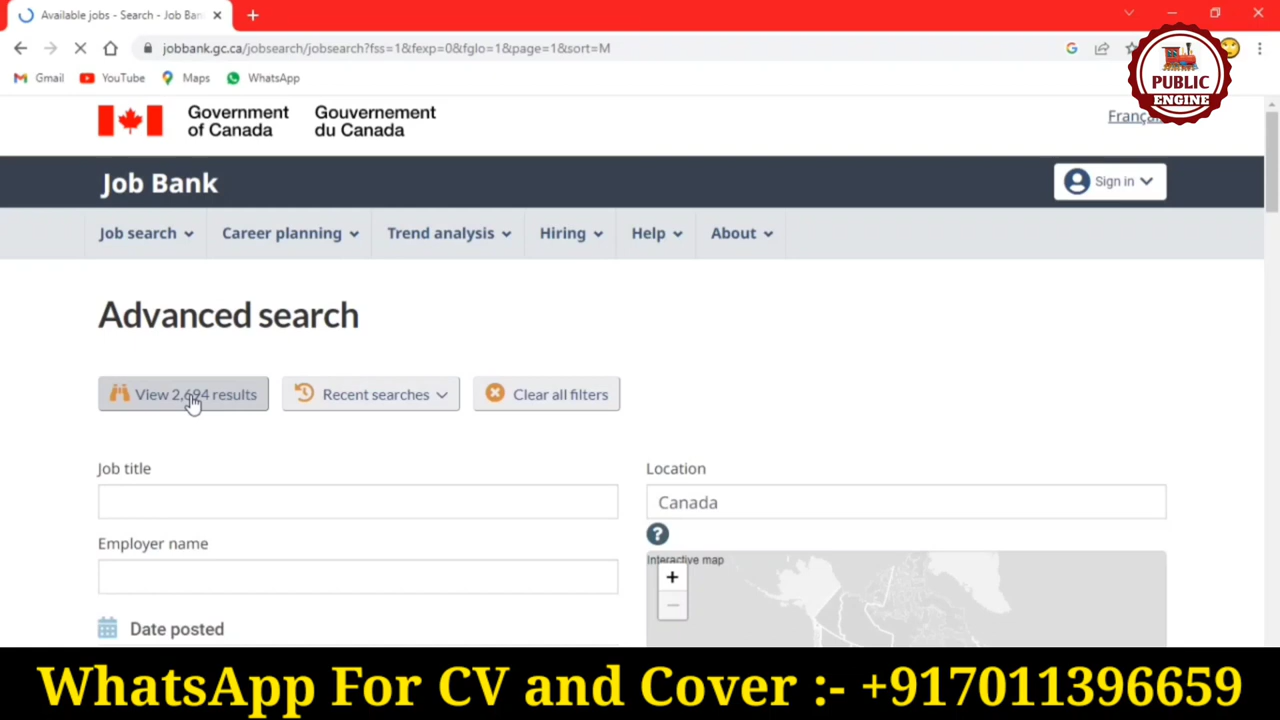 Available jobs - Search - Job Ban
jobbank.gc.ca/jobsearch/jobsearch?fss=1&fexp=0&fglo=1&page=1&sort=M
Gmail YouTube Maps WhatsApp
PUBLIC
ENGINE
Government
of Canada
Gouvernement
du Canada
Françai
Job Bank
Sign in
Job search Career planning Trend analysis Hiring Help About
Advanced search
View 2,694 results Recent searches Clear all filters
Job title
Location
Canada
Employer name
?
Interactive map
+
−
Date posted
WhatsApp For CV and Cover :- +917011396659